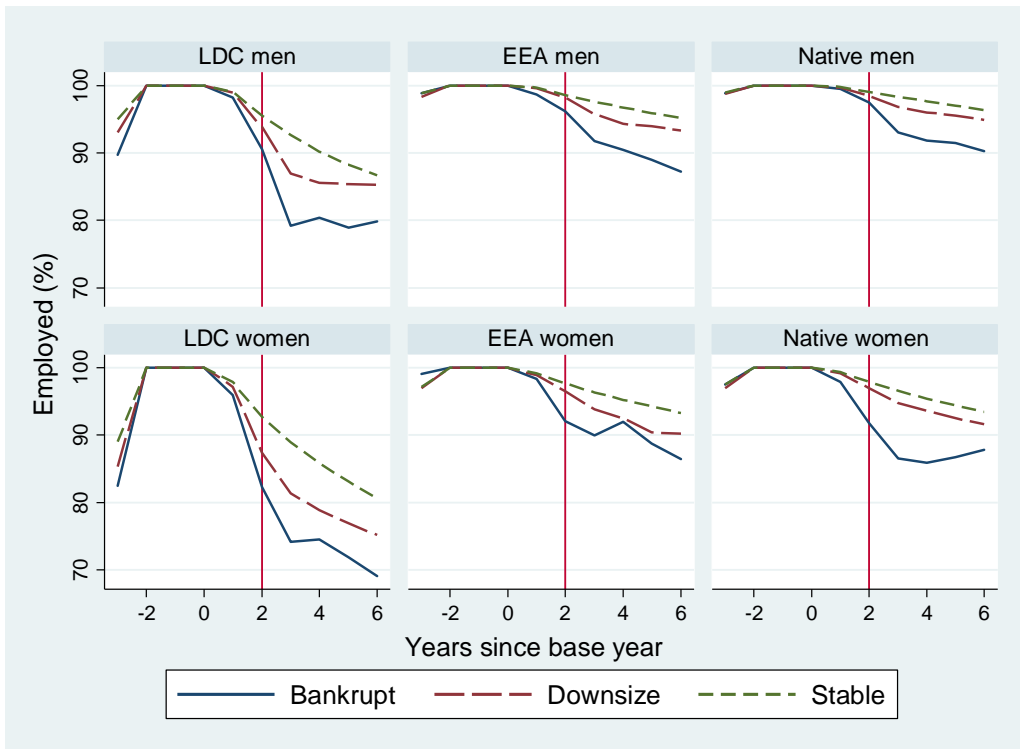 LDC men
EEA men
Native men
100
90
80
70
LDC women
EEA women
Native women
100
90
80
70
Employed (%)
-2 0 2 4 6
-2 0 2 4 6
-2 0 2 4 6
Years since base year
Bankrupt
Downsize
Stable